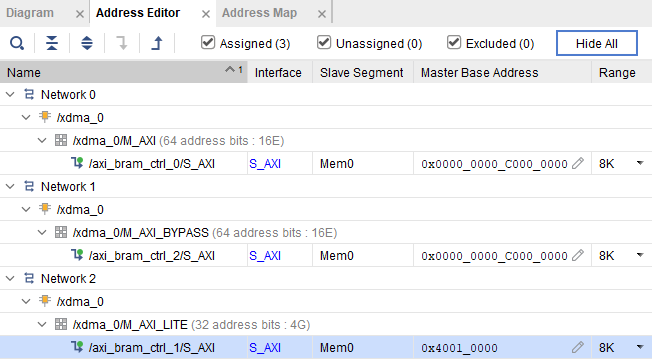 Diagram × Address Editor × Address Map ×
Assigned (3) Unassigned (0) Excluded (0) Hide All
Name 1 Interface Slave Segment Master Base Address Range
Network 0
/xdma_0
/xdma_0/M_AXI (64 address bits : 16E)
/axi_bram_ctrl_0/S_AXI S_AXI Mem0 0x0000_0000_C000_0000 8K
Network 1
/xdma_0
/xdma_0/M_AXI_BYPASS (64 address bits : 16E)
/axi_bram_ctrl_2/S_AXI S_AXI Mem0 0x0000_0000_C000_0000 8K
Network 2
/xdma_0
/xdma_0/M_AXI_LITE (32 address bits : 4G)
/axi_bram_ctrl_1/S_AXI S_AXI Mem0 0x4001_0000 8K